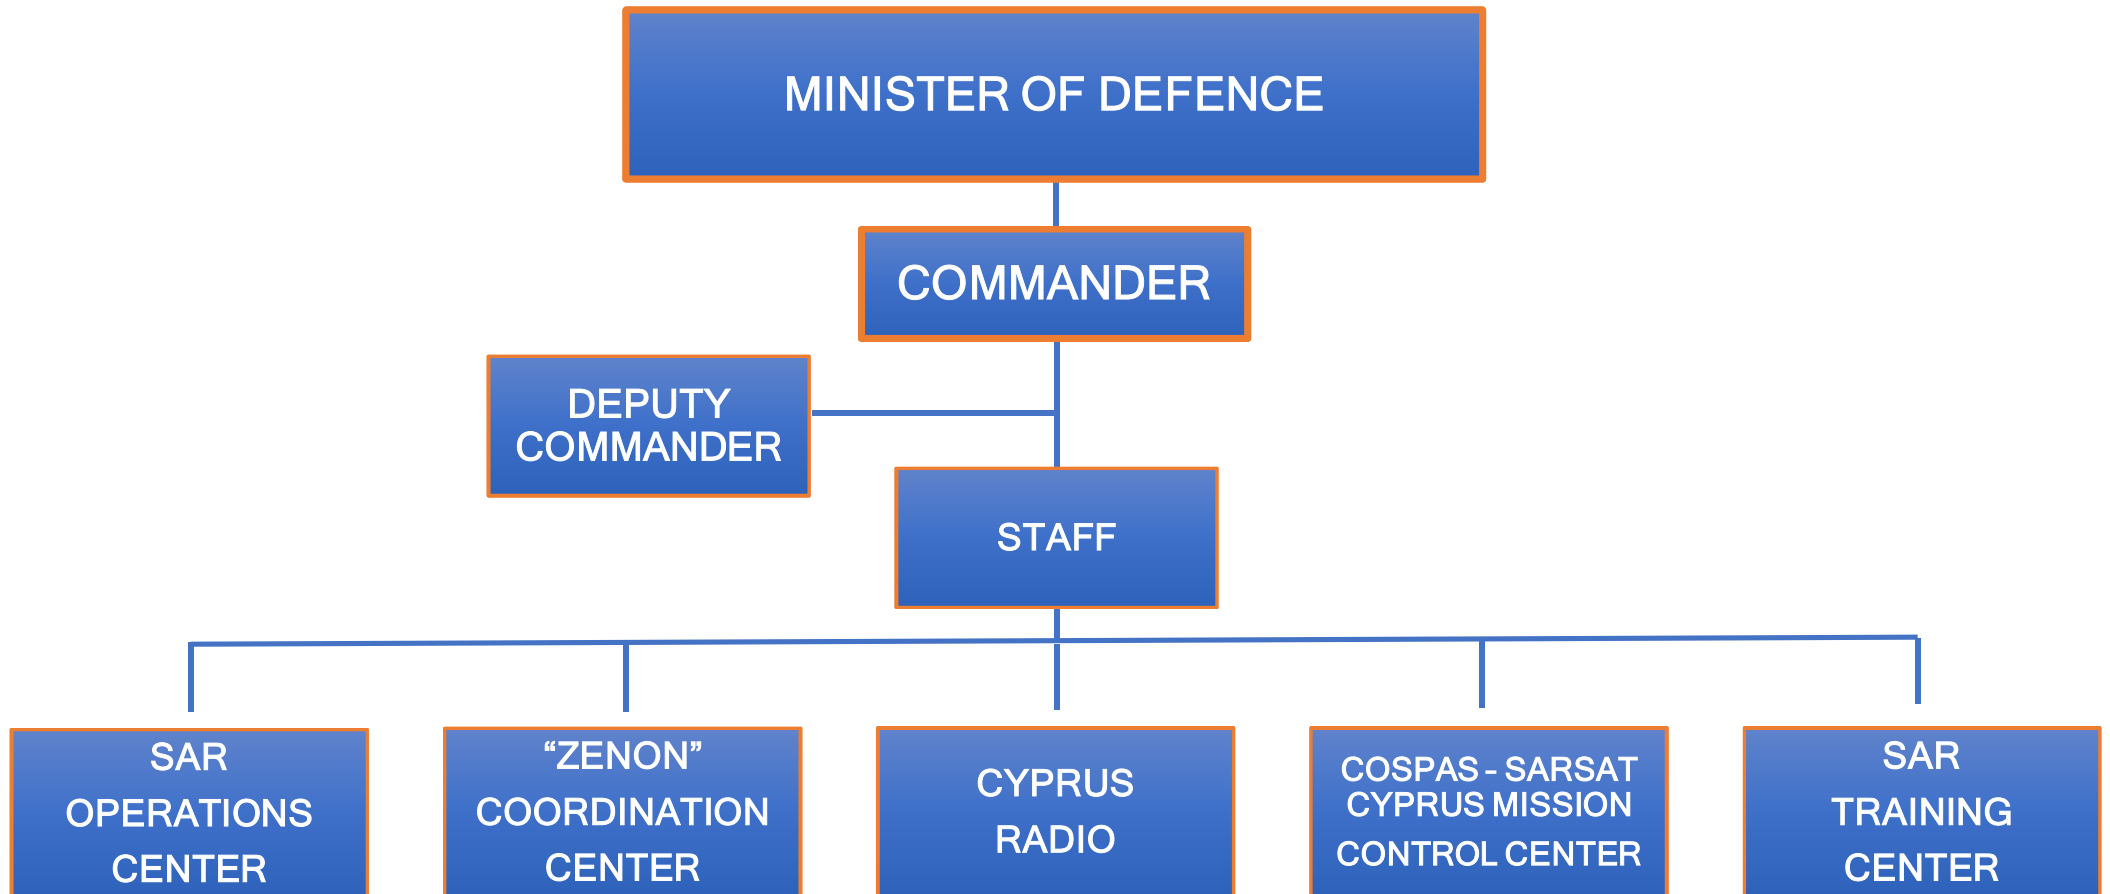 MINISTER OF DEFENCE
COMMANDER
DEPUTY
COMMANDER
STAFF
SAR
OPERATIONS
CENTER
“ZENON”
COORDINATION
CENTER
CYPRUS
RADIO
COSPAS - SARSAT
CYPRUS MISSION
CONTROL CENTER
SAR
TRAINING
CENTER